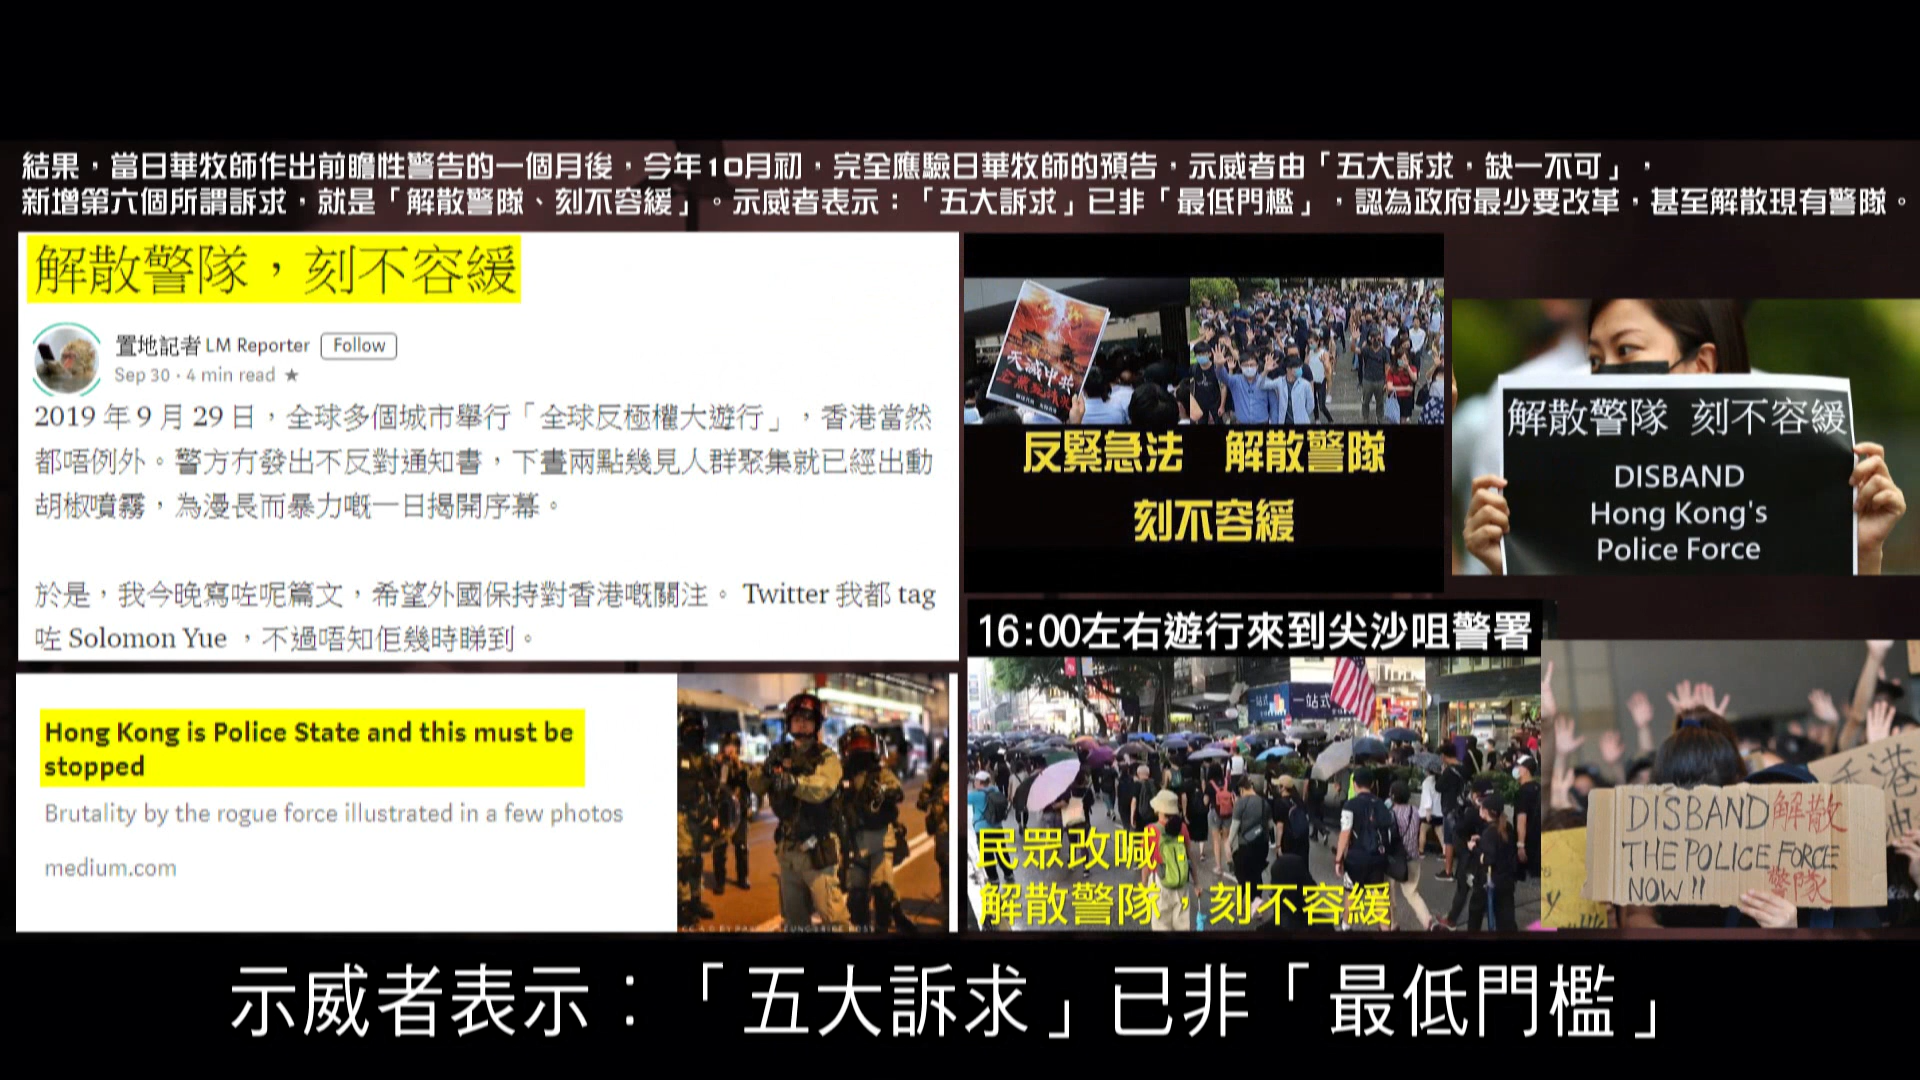 結果，當日華牧師作出前瞻性警告的一個月後，今年10月初，完全應驗日華牧師的預告，示威者由「五大訴求，缺一不可」，
新增第六個所謂訴求，就是「解散警隊、刻不容緩」。示威者表示：「五大訴求」已非「最低門檻」，認為政府最少要改革，甚至解散現有警隊。
解散警隊，刻不容緩
置地記者 LM Reporter Follow
Sep 30 · 4 min read ★
2019 年 9 月 29 日，全球多個城市舉行「全球反極權大遊行」，香港當然
都唔例外。警方冇發出不反對通知書，下晝兩點幾見人群聚集就已經出動
胡椒噴霧，為漫長而暴力嘅一日揭開序幕。
於是，我今晚寫咗呢篇文，希望外國保持對香港嘅關注。 Twitter 我都 tag
咗 Solomon Yue ，不過唔知佢幾時睇到。
Hong Kong is Police State and this must be
stopped
Brutality by the rogue force illustrated in a few photos
medium.com
天滅中共
反緊急法 解散警隊
刻不容緩
解散警隊 刻不容緩
DISBAND
Hong Kong's
Police Force
16:00左右遊行來到尖沙咀警署
一站式
民眾改喊：
解散警隊，刻不容緩
香港
DISBAND解散
THE POLICE FORCE
NOW!! 警隊
示威者表示：「五大訴求」已非「最低門檻」